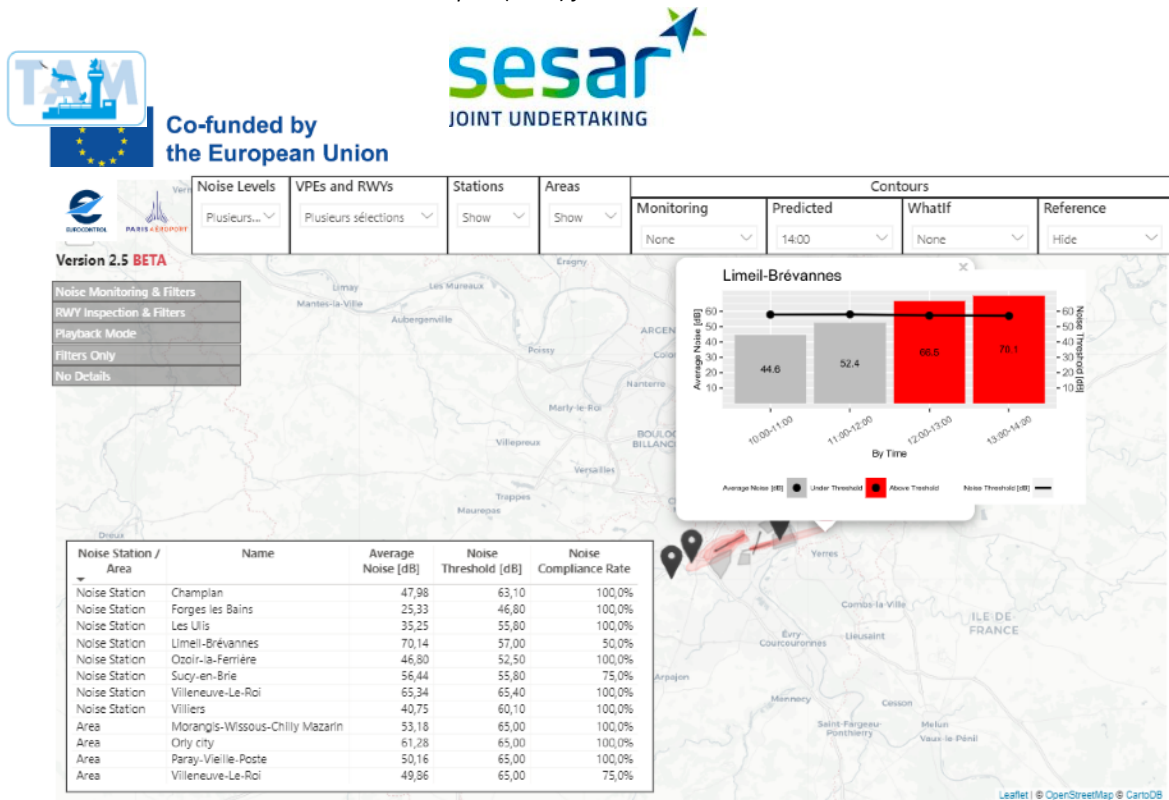 sesar
JOINT UNDERTAKING
TAM
Co-funded by
the European Union
EUROCONTROL
PARIS AÉROPORT
Noise Levels
Plusieurs...
VPEs and RWYs
Plusieurs sélections
Stations
Show
Areas
Show
Contours
Monitoring
None
Predicted
14:00
WhatIf
None
Reference
Hide
Version 2.5 BETA
Noise Monitoring & Filters
RWY Inspection & Filters
Playback Mode
Filters Only
No Details
Limay
Mantes-la-Ville
Les Mureaux
Aubergenville
Eragny
Poissy
ARGEN
Colo
Nanterre
Marly-le-Roi
BOULOG
BILLANC
Villepreux
Versailles
Trappes
Maurepas
Dreux
Yerres
Combs-la-Ville
ILE-DE-
FRANCE
Évry
Courcouronnes
Lieusaint
Arpajon
Mennecy
Cesson
Saint-Fargeau-
Ponthierry
Melun
Vaux-le-Pénil
Limeil-Brévannes
×
Average Noise [dB]
60
50
40
30
20
10
44.6
52.4
66.5
70.1
60
50
40
30
20
10
Noise Threshold [dB]
10:00-11:00
11:00-12:00
12:00-13:00
13:00-14:00
By Time
Average Noise [dB] Under Threshold Above Treshold Noise Threshold [dB]
Noise Station / Name Average Noise Noise
Area Noise [dB] Threshold [dB] Compliance Rate
Noise Station Champlan 47,98 63,10 100,0%
Noise Station Forges les Bains 25,33 46,80 100,0%
Noise Station Les Ulis 35,25 55,80 100,0%
Noise Station Limeil-Brévannes 70,14 57,00 50,0%
Noise Station Ozoir-la-Ferrière 46,80 52,50 100,0%
Noise Station Sucy-en-Brie 56,44 55,80 75,0%
Noise Station Villeneuve-Le-Roi 65,34 65,40 100,0%
Noise Station Villiers 40,75 60,10 100,0%
Area Morangis-Wissous-Chilly Mazarin 53,18 65,00 100,0%
Area Orly city 61,28 65,00 100,0%
Area Paray-Vieille-Poste 50,16 65,00 100,0%
Area Villeneuve-Le-Roi 49,86 65,00 75,0%
Leaflet | © OpenStreetMap © CartoDB